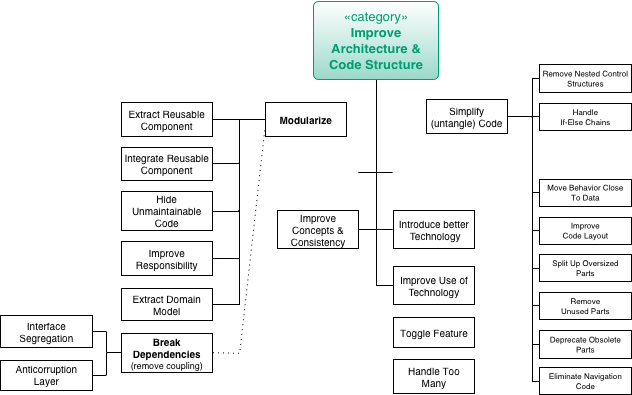 «category»
Improve
Architecture &
Code Structure
Extract Reusable
Component
Modularize
Integrate Reusable
Component
Hide
Unmaintainable
Code
Improve
Responsibility
Extract Domain
Model
Break
Dependencies
(remove coupling)
Interface
Segregation
Anticorruption
Layer
Improve
Concepts &
Consistency
Introduce better
Technology
Improve Use of
Technology
Toggle Feature
Handle Too
Many
Simplify
(untangle) Code
Remove Nested Control
Structures
Handle
If-Else Chains
Move Behavior Close
To Data
Improve
Code Layout
Split Up Oversized
Parts
Remove
Unused Parts
Deprecate Obsolete
Parts
Eliminate Navigation
Code